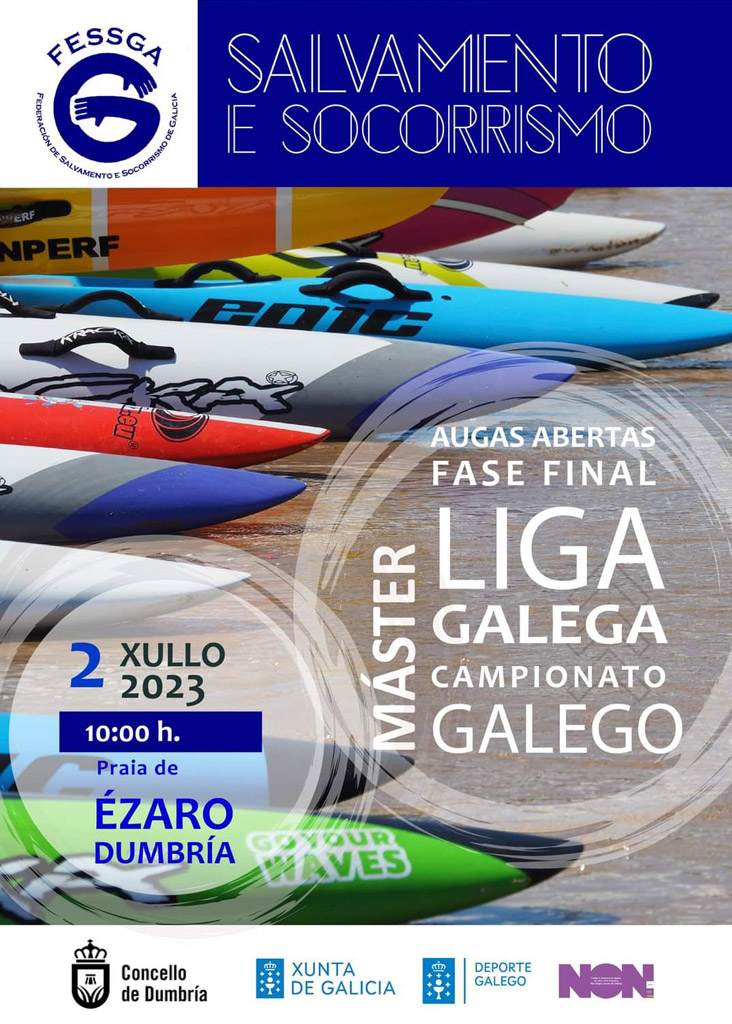 FESSGA
FEDERACIÓN DE SALVAMENTO E SOCORRISMO DE GALICIA
SALVAMENTO
E SOCORRISMO
NPERF
epic
AUGAS ABERTAS
FASE FINAL
LIGA
GALEGA
MÁSTER
CAMPIONATO
GALEGO
2 XULLO
2023
10:00 h.
Praia de
ÉZARO
DUMBRÍA
GO YOUR
WAVES
Concello
de Dumbría
XUNTA
DE GALICIA
DEPORTE
GALEGO
NON